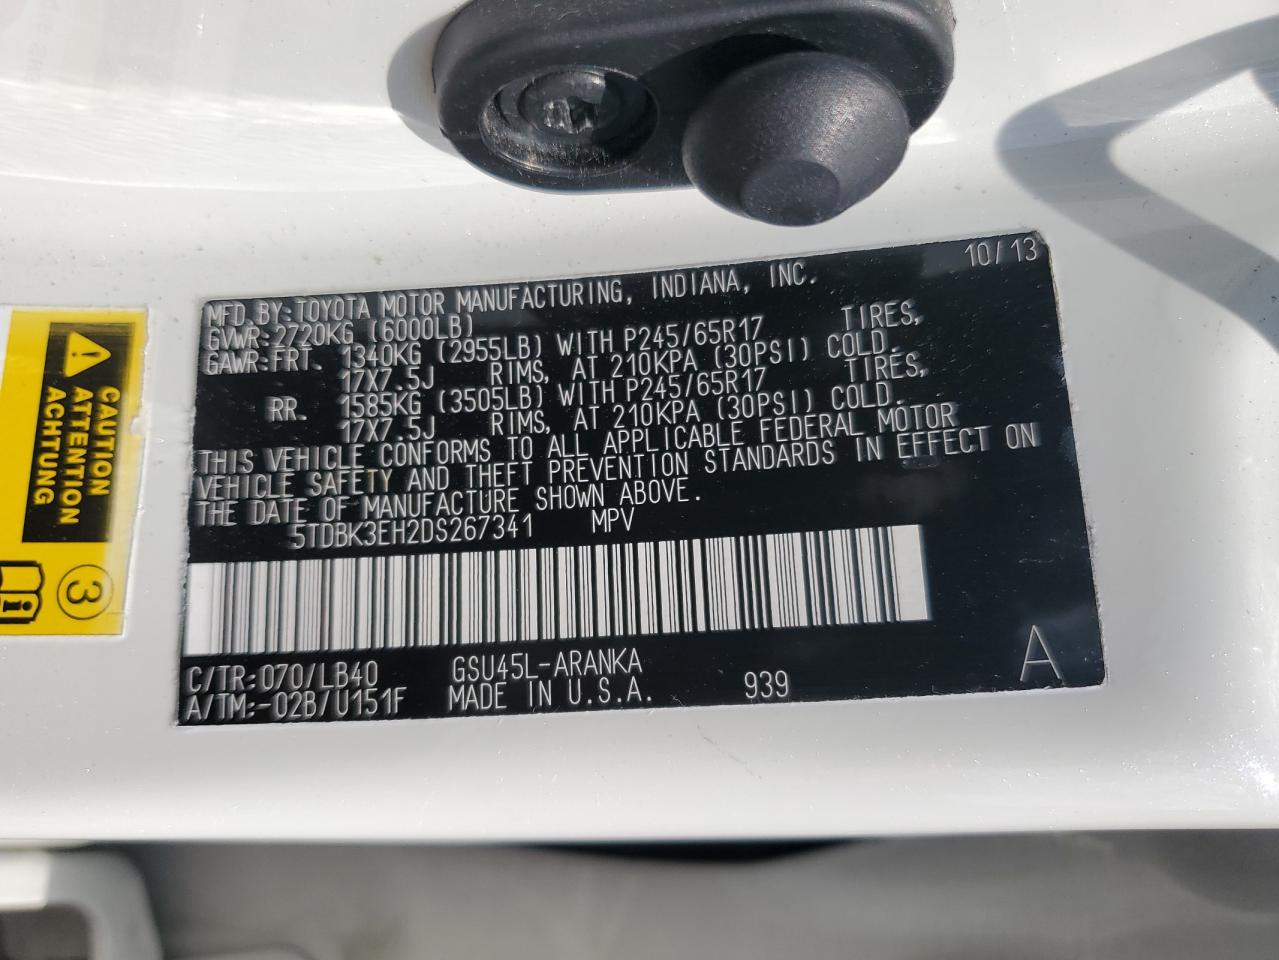 10/13
MFD. BY: TOYOTA MOTOR MANUFACTURING, INDIANA, INC.
GVWR: 2720KG (6000LB)
GAWR: FRT. 1340KG (2955LB) WITH P245/65R17 TIRES,
17X7.5J RIMS, AT 210KPA (30PSI) COLD.
RR. 1585KG (3505LB) WITH P245/65R17 TIRES,
17X7.5J RIMS, AT 210KPA (30PSI) COLD.
THIS VEHICLE CONFORMS TO ALL APPLICABLE FEDERAL MOTOR
VEHICLE SAFETY AND THEFT PREVENTION STANDARDS IN EFFECT ON
THE DATE OF MANUFACTURE SHOWN ABOVE.
5TDBK3EH2DS267341 MPV
C/TR: 070/LB40 GSU45L-ARANKA
A/TM: -02B/U151F MADE IN U.S.A. 939
A
CAUTION
ATTENTION
ACHTUNG
3
i